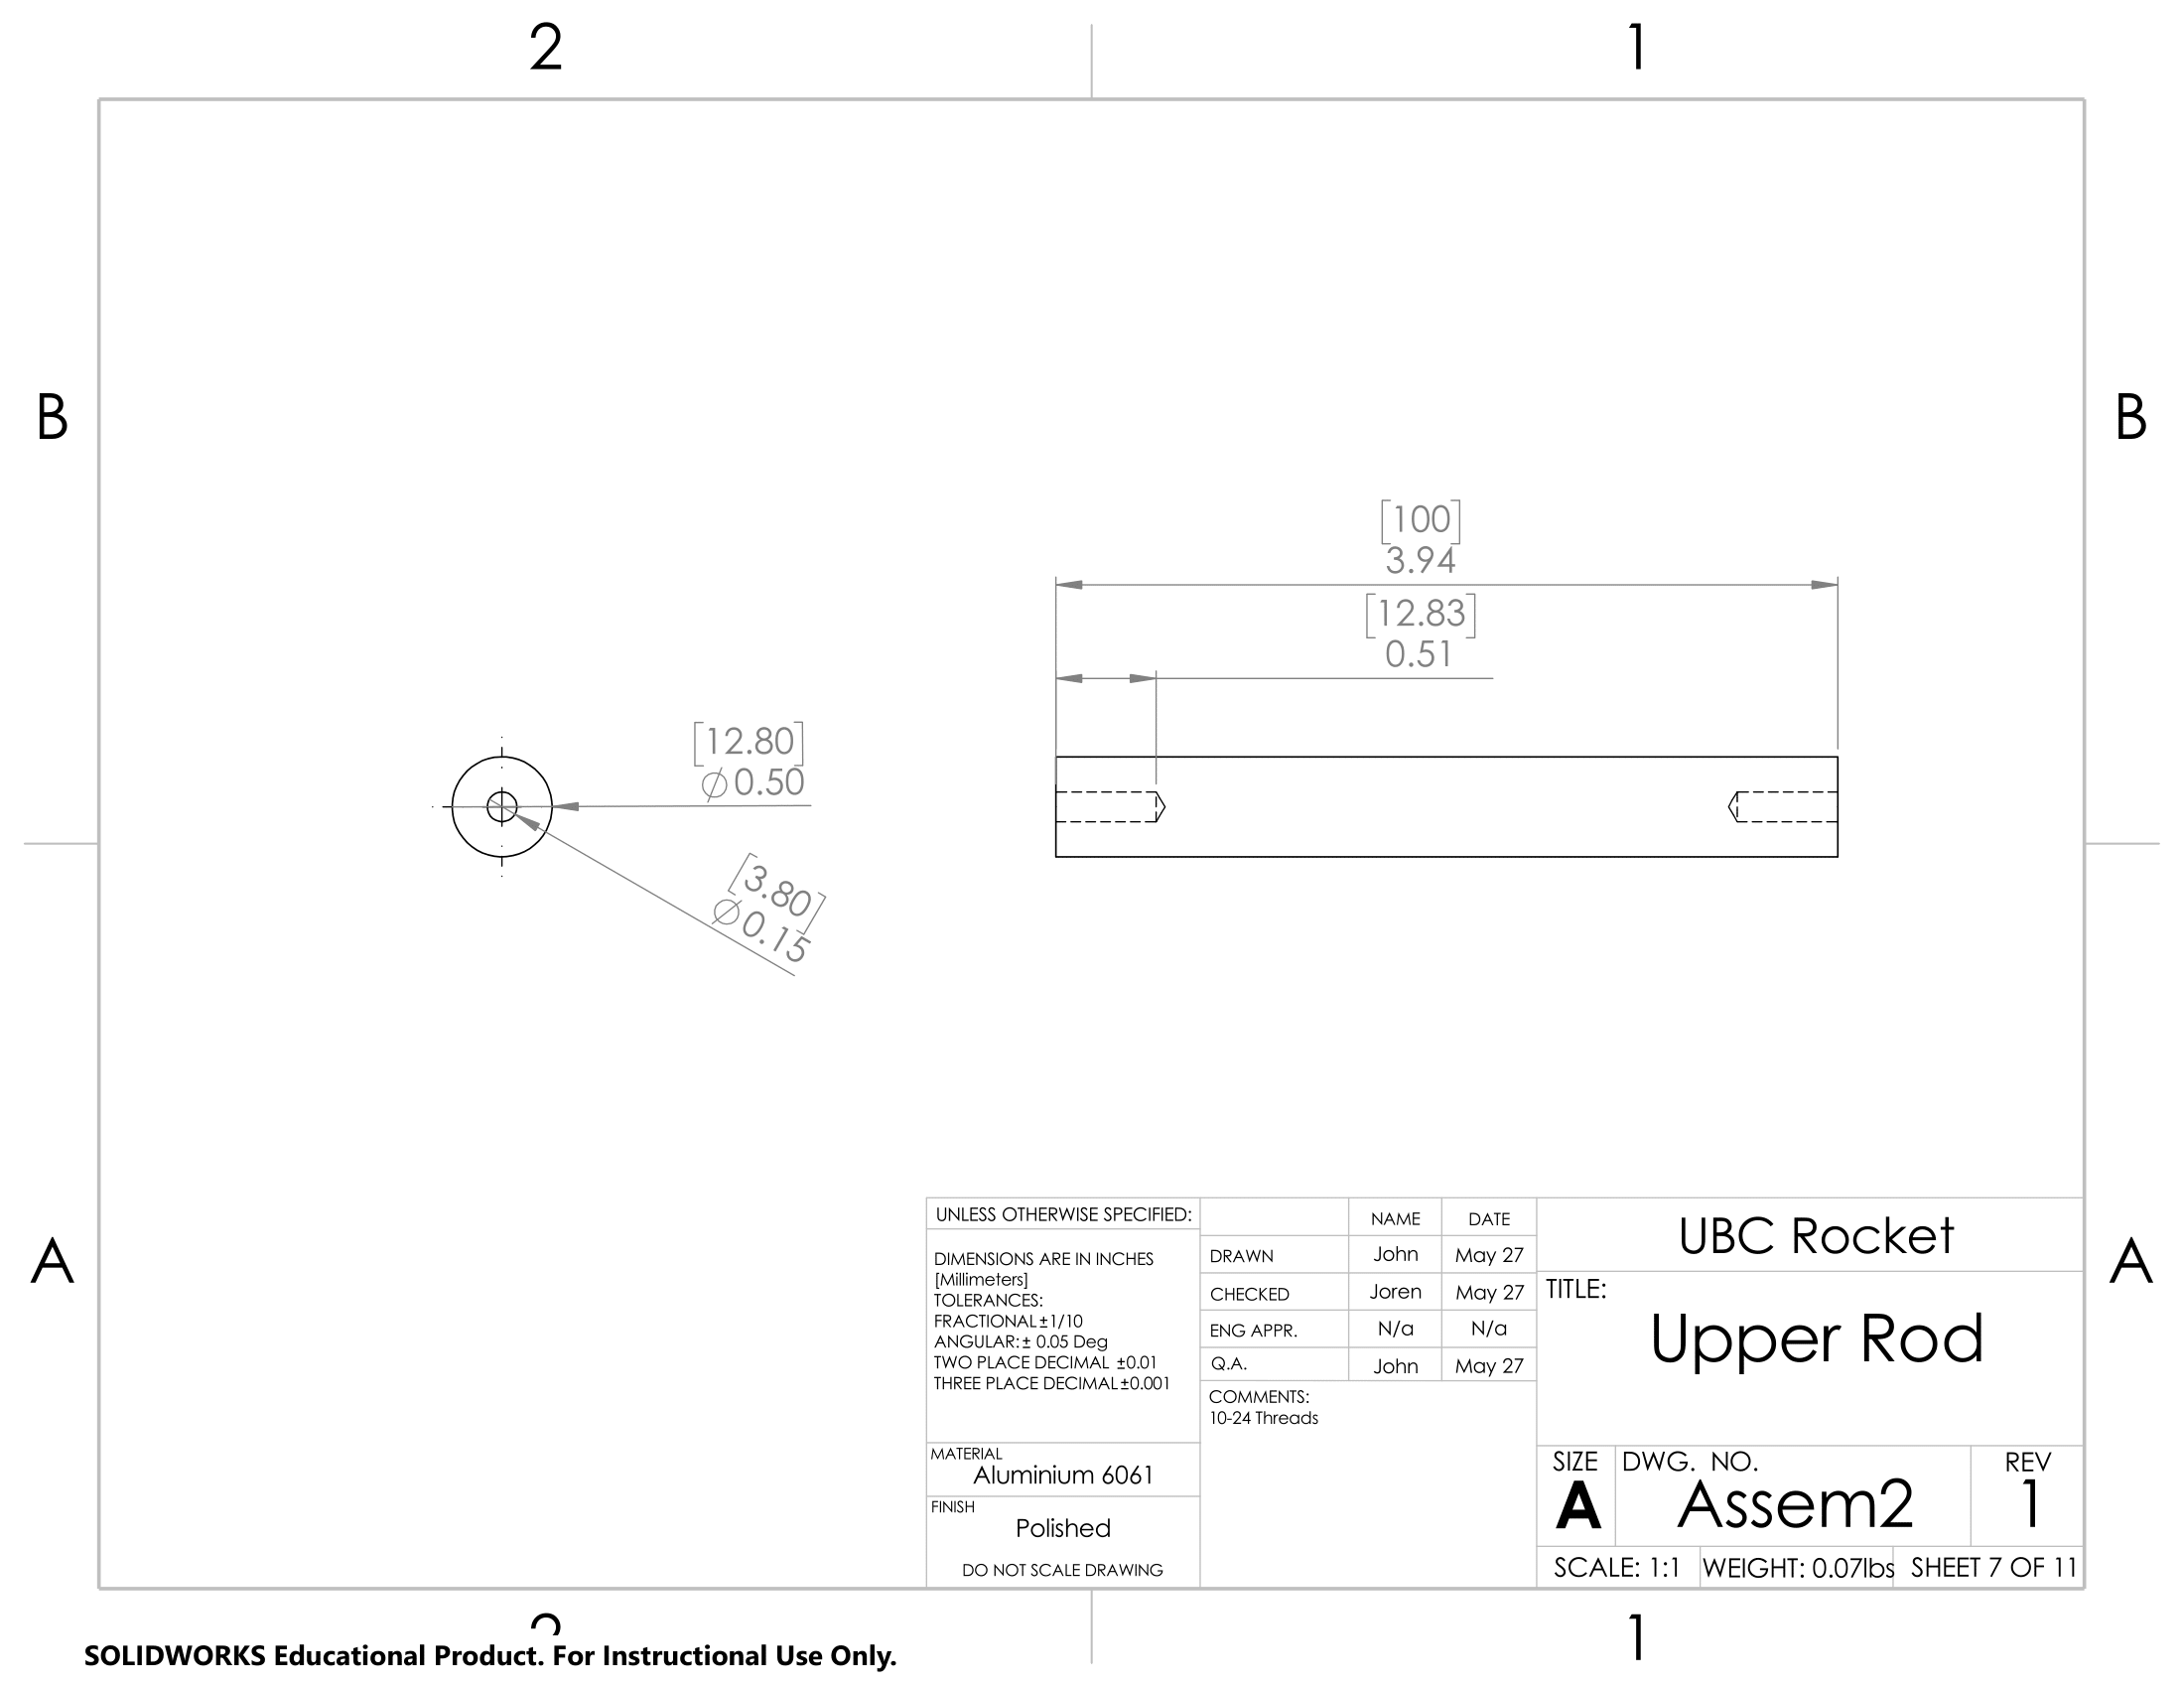 2 1
B B
[100]
3.94
[12.83]
0.51
[12.80]
∅0.50
[3.80]
∅0.15
A A
UNLESS OTHERWISE SPECIFIED:
DIMENSIONS ARE IN INCHES
[Millimeters]
TOLERANCES:
FRACTIONAL±1/10
ANGULAR:± 0.05 Deg
TWO PLACE DECIMAL ±0.01
THREE PLACE DECIMAL±0.001
MATERIAL
Aluminium 6061
FINISH
Polished
DO NOT SCALE DRAWING
NAME DATE
DRAWN John May 27
CHECKED Joren May 27
ENG APPR. N/a N/a
Q.A. John May 27
COMMENTS:
10-24 Threads
UBC Rocket
TITLE:
Upper Rod
SIZE DWG. NO. REV
A Assem2 1
SCALE: 1:1 WEIGHT: 0.07lbs SHEET 7 OF 11
2 1
SOLIDWORKS Educational Product. For Instructional Use Only.